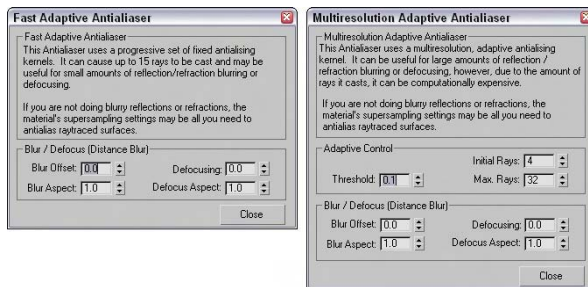 Fast Adaptive Antialiaser
Fast Adaptive Antialiaser
This Antialiaser uses a progressive set of fixed antialising
kernels. It can cause up to 15 rays to be cast and may be
useful for small amounts of reflection/refraction blurring or
defocusing.
If you are not doing blurry reflections or refractions, the
material's supersampling settings may be all you need to
antialias raytraced surfaces.
Blur / Defocus (Distance Blur)
Blur Offset: 0.0 Defocusing: 0.0
Blur Aspect: 1.0 Defocus Aspect: 1.0
Close
Multiresolution Adaptive Antialiaser
Multiresolution Adaptive Antialiaser
This Antialiaser uses a multiresolution, adaptive antialising
kernel. It can be useful for large amounts of reflection /
refraction blurring or defocusing, however, due to the amount of
rays it casts, it can be computationally expensive.
If you are not doing blurry reflections or refractions, the
material's supersampling settings may be all you need to
antialias raytraced surfaces.
Adaptive Control
Initial Rays: 4
Threshold: 0.1 Max. Rays: 32
Blur / Defocus (Distance Blur)
Blur Offset: 0.0 Defocusing: 0.0
Blur Aspect: 1.0 Defocus Aspect: 1.0
Close